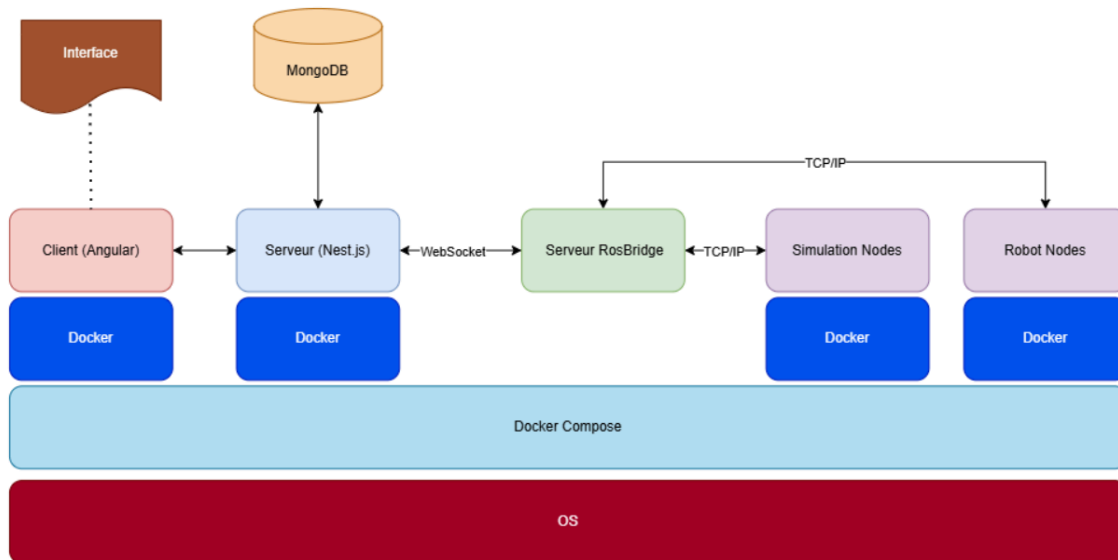 Interface
MongoDB
TCP/IP
Client (Angular)
Serveur (Nest.js)
WebSocket
Serveur RosBridge
TCP/IP
Simulation Nodes
Robot Nodes
Docker
Docker
Docker
Docker
Docker Compose
OS